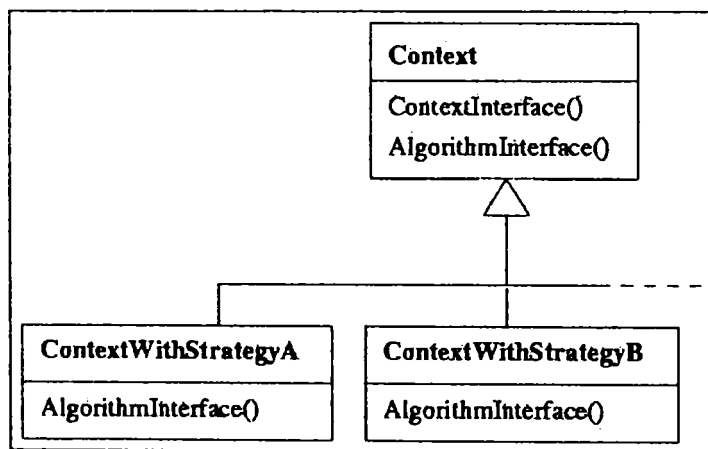 Context
ContextInterface()
AlgorithmInterface()
ContextWithStrategyA
AlgorithmInterface()
ContextWithStrategyB
AlgorithmInterface()